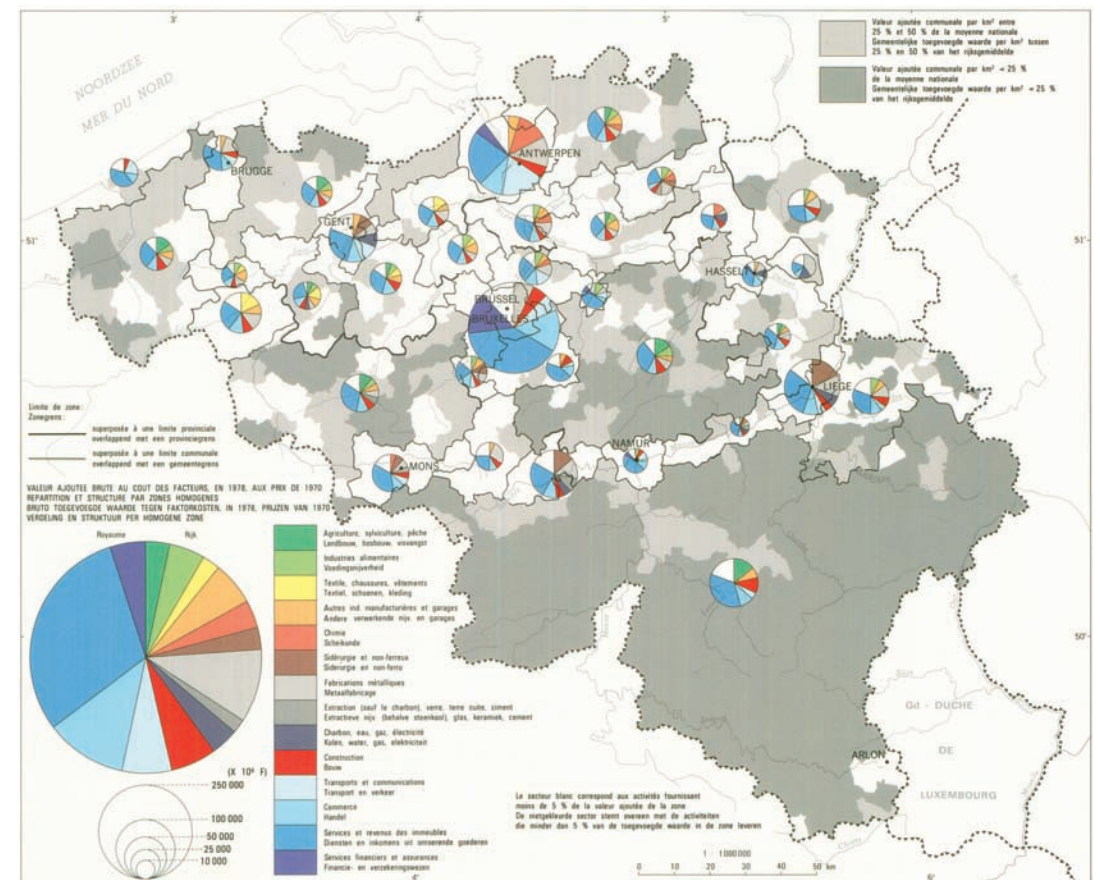 3°
4°
5°
Valeur ajoutée communale par km² entre
25 % et 50 % de la moyenne nationale
Gemeentelijke toegevoegde waarde per km² tussen
25 % en 50 % van het rijksgemiddelde
Valeur ajoutée communale par km² < 25 %
de la moyenne nationale
Gemeentelijke toegevoegde waarde per km² < 25 %
van het rijksgemiddelde
NOORDZEE
MER DU NORD
ANTWERPEN
BRUGGE
GENT
51°
51°
HASSELT
BRUSSEL
BRUXELLES
LIEGE
NAMUR
MONS
Limite de zone:
Zonegrens:
superposée à une limite provinciale
overlappend met een provinciegrens
superposée à une limite communale
overlappend met een gemeentegrens
VALEUR AJOUTEE BRUTE AU COUT DES FACTEURS, EN 1978, AUX PRIX DE 1970
REPARTITION ET STRUCTURE PAR ZONES HOMOGENES
BRUTO TOEGEVOEGDE WAARDE TEGEN FAKTORKOSTEN, IN 1978, PRIJZEN VAN 1970
VERDELING EN STRUKTUUR PER HOMOGENE ZONE
Royaume
Rijk
Agriculture, sylviculture, pêche
Landbouw, bosbouw, visvangst
Industries alimentaires
Voedingsnijverheid
Textile, chaussures, vêtements
Textiel, schoenen, kleding
Autres ind. manufacturières et garages
Andere verwerkende nijv. en garages
Chimie
Scheikunde
Sidérurgie et non-ferreux
Siderurgie en non-ferro
Fabrications métalliques
Metaalfabricage
Extraction (sauf le charbon), verre, terre cuite, ciment
Extractieve nijv. (behalve steenkool), glas, keramiek, cement
Charbon, eau, gaz, électricité
Kolen, water, gas, elektriciteit
Construction
Bouw
Transports et communications
Transport en verkeer
Commerce
Handel
Services et revenus des immeubles
Diensten en inkomens uit onroerende goederen
Services financiers et assurances
Financie- en verzekeringswezen
(X 10⁶ F)
250 000
100 000
50 000
25 000
10 000
50°
Gd. - DUCHE
DE
LUXEMBOURG
ARLON
Le secteur blanc correspond aux activités fournissant
moins de 5 % de la valeur ajoutée de la zone
De nietgekleurde sector stemt overeen met de activiteiten
die minder dan 5 % van de toegevoegde waarde in de zone leveren
1 : 1000000
0 10 20 30 40 50 km
4°
6°